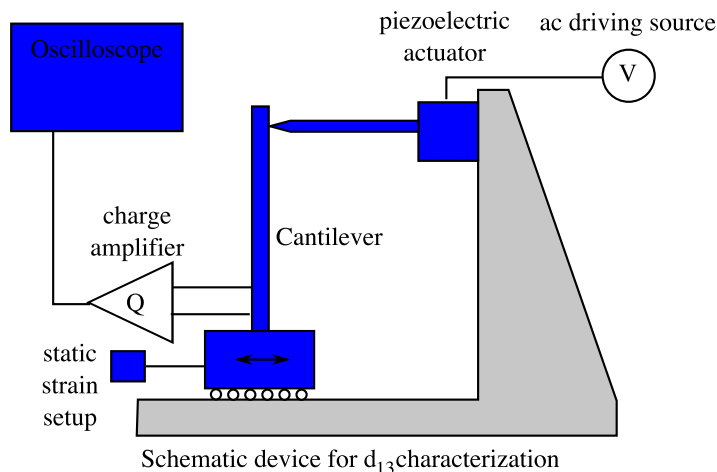 piezoelectric
actuator
ac driving source
V
Oscilloscope
charge
amplifier
Q
Cantilever
static
strain
setup
Schematic device for d13characterization